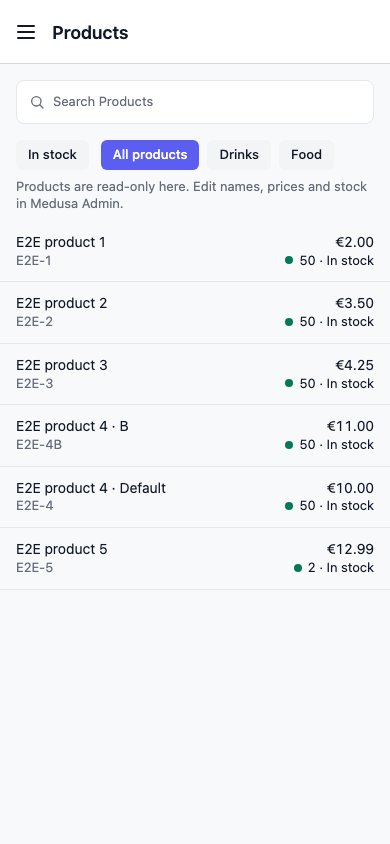 Products
Search Products
In stock
All products
Drinks
Food
Products are read-only here. Edit names, prices and stock
in Medusa Admin.
E2E product 1
€2.00
E2E-1
50 · In stock
E2E product 2
€3.50
E2E-2
50 · In stock
E2E product 3
€4.25
E2E-3
50 · In stock
E2E product 4 · B
€11.00
E2E-4B
50 · In stock
E2E product 4 · Default
€10.00
E2E-4
50 · In stock
E2E product 5
€12.99
E2E-5
2 · In stock